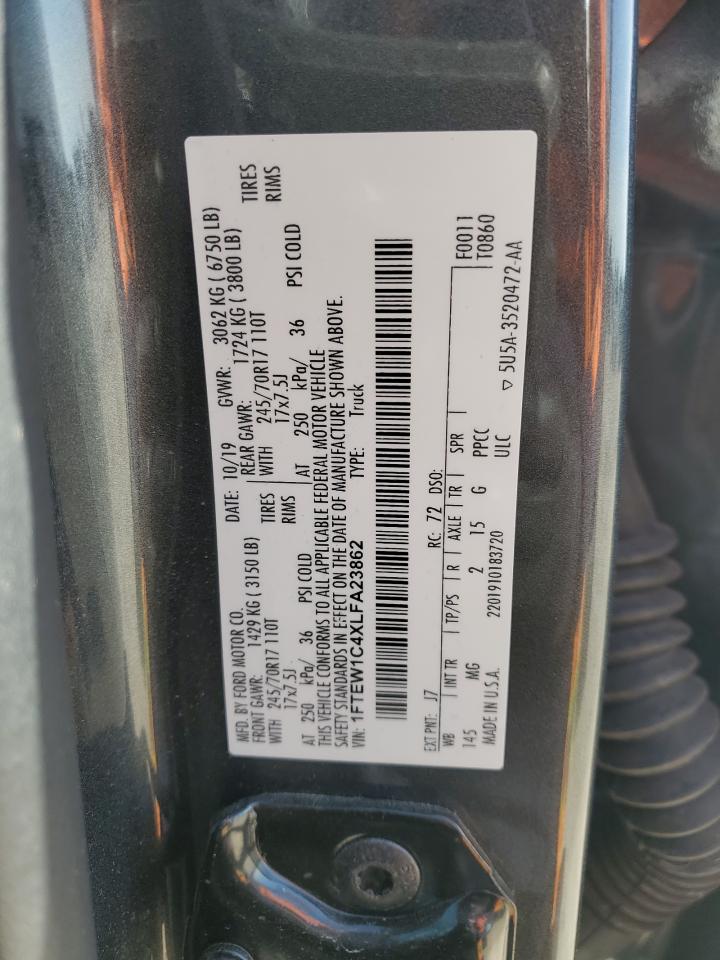 MFD. BY FORD MOTOR CO. DATE: 10/19 GVWR: 3062 KG ( 6750 LB)
FRONT GAWR: 1429 KG ( 3150 LB) REAR GAWR: 1724 KG ( 3800 LB)
WITH 245/70R17 110T TIRES WITH 245/70R17 110T TIRES
17x7.5J RIMS 17x7.5J RIMS
AT 250 kPa/ 36 PSI COLD AT 250 kPa/ 36 PSI COLD
THIS VEHICLE CONFORMS TO ALL APPLICABLE FEDERAL MOTOR VEHICLE
SAFETY STANDARDS IN EFFECT ON THE DATE OF MANUFACTURE SHOWN ABOVE.
VIN: 1FTEW1C4XLFA23862 TYPE: Truck
EXT PNT: J7 RC: 72 DSO: F0011
WB INT TR TP/PS R AXLE TR SPR T0860
145 MG 2 15 G PPCC
MADE IN U.S.A. 2201910183720 ULC ▽ 5U5A-3520472-AA